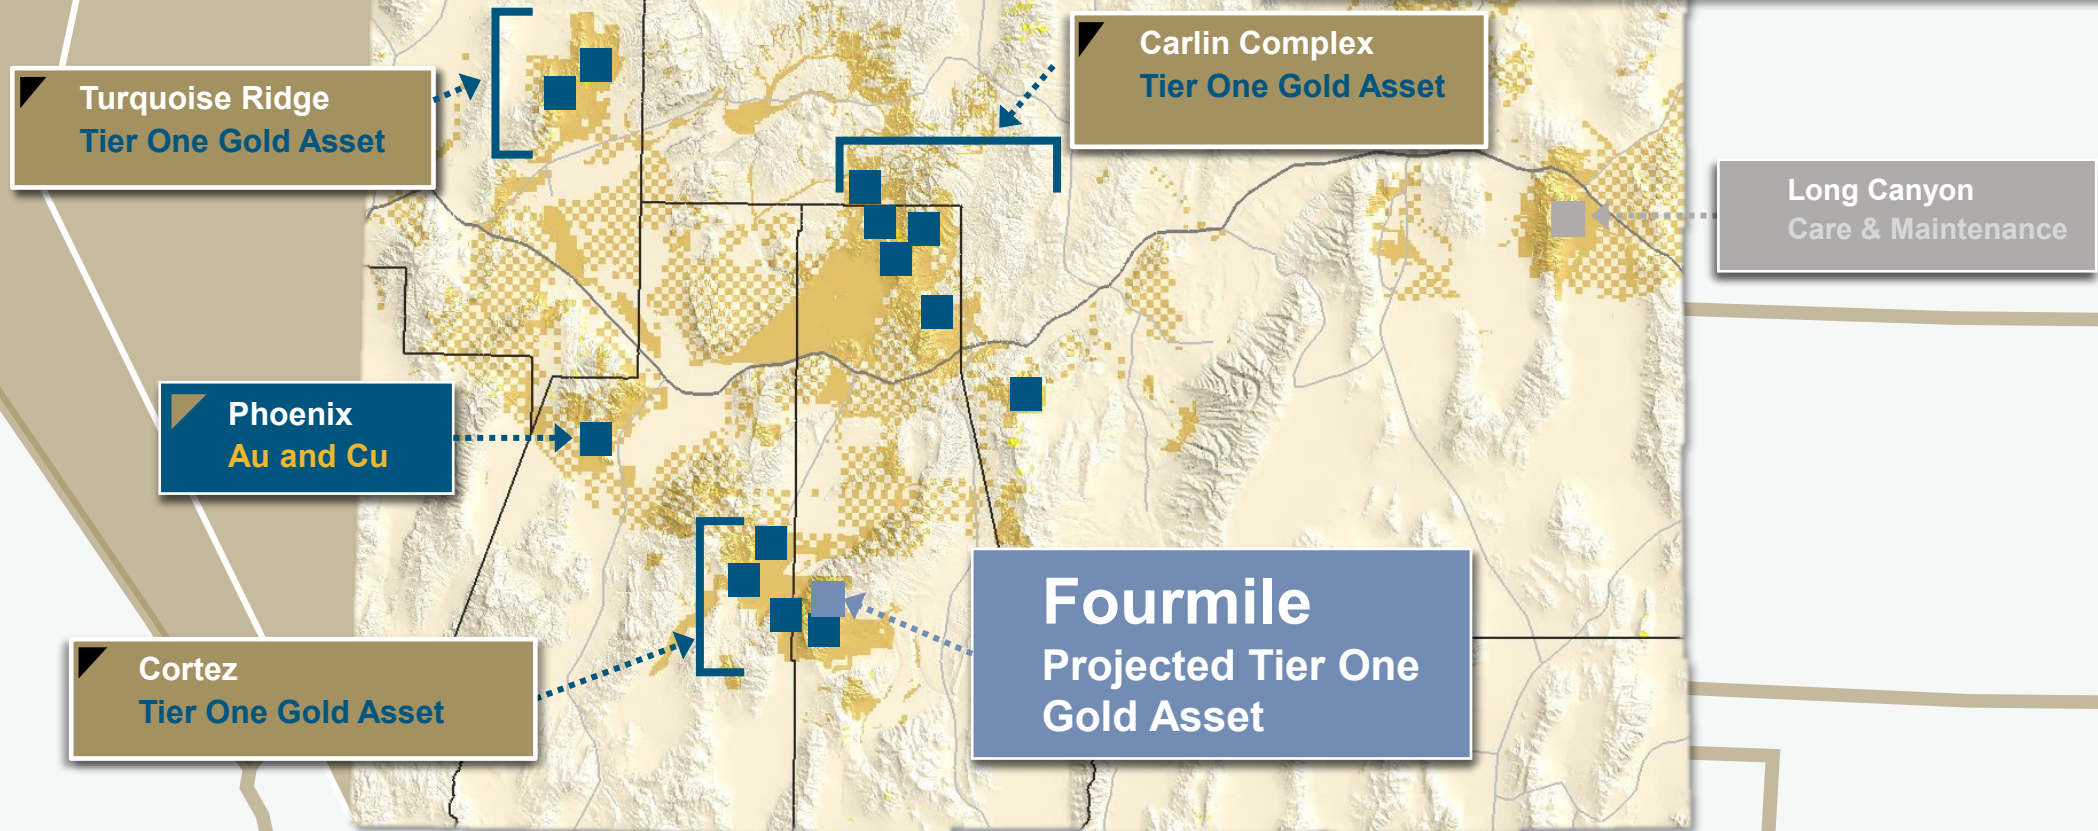 Carlin Complex
Tier One Gold Asset
Turquoise Ridge
Tier One Gold Asset
Long Canyon
Care & Maintenance
Phoenix
Au and Cu
Fourmile
Projected Tier One
Gold Asset
Cortez
Tier One Gold Asset